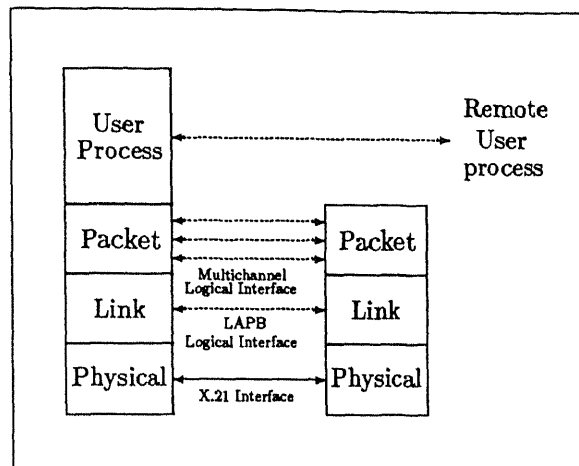 User
Process
Remote
User
process
Packet
Packet
Multichannel
Logical Interface
Link
Link
LAPB
Logical Interface
Physical
Physical
X.21 Interface